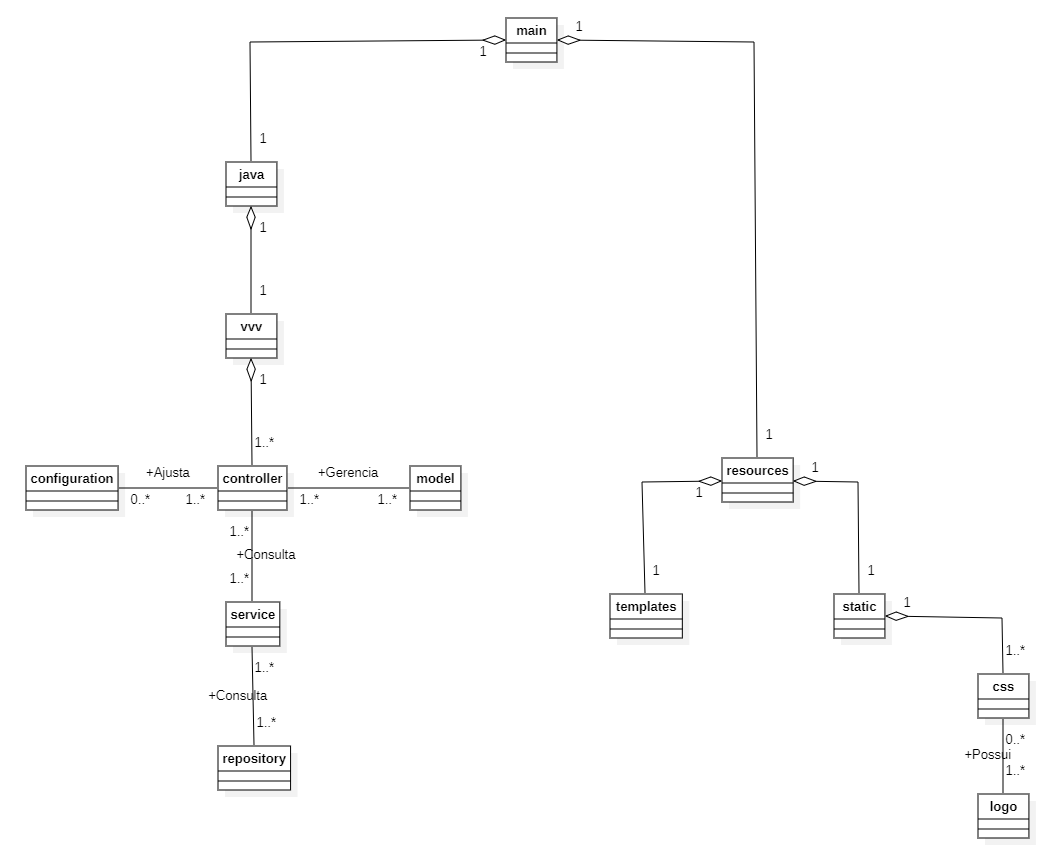 main
1
1
1
java
1
1
vvv
1
1..*
1
configuration
+Ajusta
0..*
1..*
controller
+Gerencia
1..*
1..*
model
resources
1
1
1..*
+Consulta
1..*
1
1
service
templates
static
1
1..*
1..*
+Consulta
1..*
css
0..*
+Possui
1..*
repository
logo